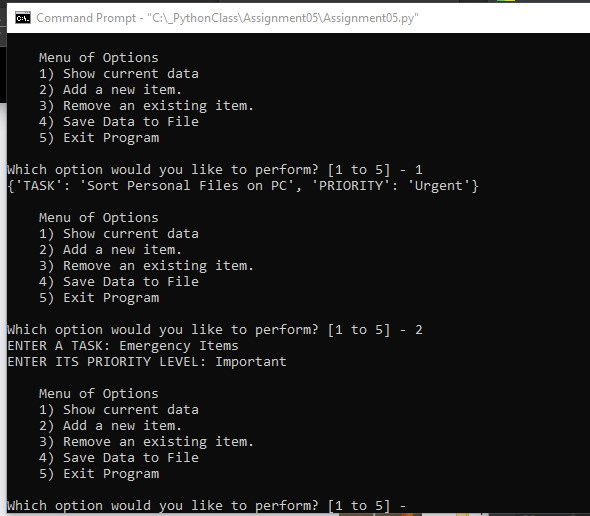 Command Prompt - "C:\_PythonClass\Assignment05\Assignment05.py"
Menu of Options
1) Show current data
2) Add a new item.
3) Remove an existing item.
4) Save Data to File
5) Exit Program
Which option would you like to perform? [1 to 5] - 1
{'TASK': 'Sort Personal Files on PC', 'PRIORITY': 'Urgent'}
Menu of Options
1) Show current data
2) Add a new item.
3) Remove an existing item.
4) Save Data to File
5) Exit Program
Which option would you like to perform? [1 to 5] - 2
ENTER A TASK: Emergency Items
ENTER ITS PRIORITY LEVEL: Important
Menu of Options
1) Show current data
2) Add a new item.
3) Remove an existing item.
4) Save Data to File
5) Exit Program
Which option would you like to perform? [1 to 5] -